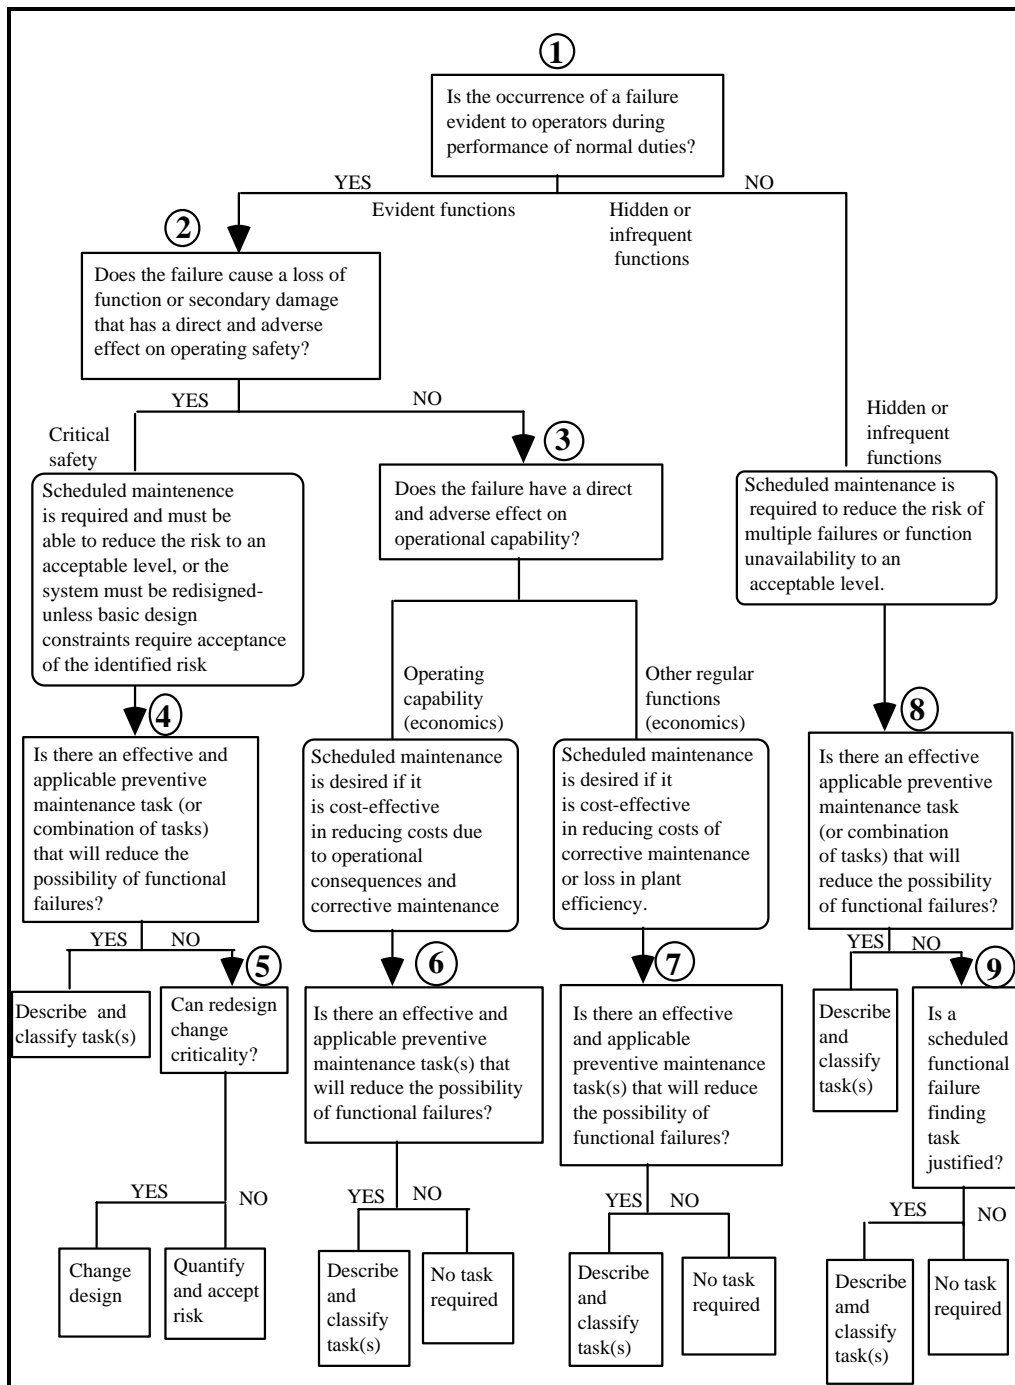 1
Is the occurrence of a failure
evident to operators during
performance of normal duties?
YES
NO
Evident functions
Hidden or
infrequent
functions
2
Does the failure cause a loss of
function or secondary damage
that has a direct and adverse
effect on operating safety?
YES
NO
Critical
safety
Hidden or
infrequent
functions
3
Scheduled maintenence
is required and must be
able to reduce the risk to an
acceptable level, or the
system must be redisigned-
unless basic design
constraints require acceptance
of the identified risk
Does the failure have a direct
and adverse effect on
operational capability?
Scheduled maintenance is
required to reduce the risk of
multiple failures or function
unavailability to an
acceptable level.
Operating
capability
(economics)
Other regular
functions
(economics)
4
8
Is there an effective and
applicable preventive
maintenance task (or
combination of tasks)
that will reduce the
possibility of functional
failures?
Scheduled maintenance
is desired if it
is cost-effective
in reducing costs due
to operational
consequences and
corrective maintenance
Scheduled maintenance
is desired if it
is cost-effective
in reducing costs of
corrective maintenance
or loss in plant
efficiency.
Is there an effective
applicable preventive
maintenance task
(or combination
of tasks) that will
reduce the possibility
of functional failures?
YES
NO
5
6
7
YES
NO
9
Describe and
classify task(s)
Can redesign
change
criticality?
Is there an effective and
applicable preventive
maintenance task(s) that
will reduce the possibility
of functional failures?
Is there an effective
and applicable
preventive maintenance
task(s) that will reduce
the possibility of
functional failures?
Describe
and
classify
task(s)
Is a
scheduled
functional
failure
finding
task
justified?
YES
NO
YES
NO
YES
NO
YES
NO
Change
design
Quantify
and accept
risk
Describe
and
classify
task(s)
No task
required
Describe
and
classify
task(s)
No task
required
Describe
amd
classify
task(s)
No task
required